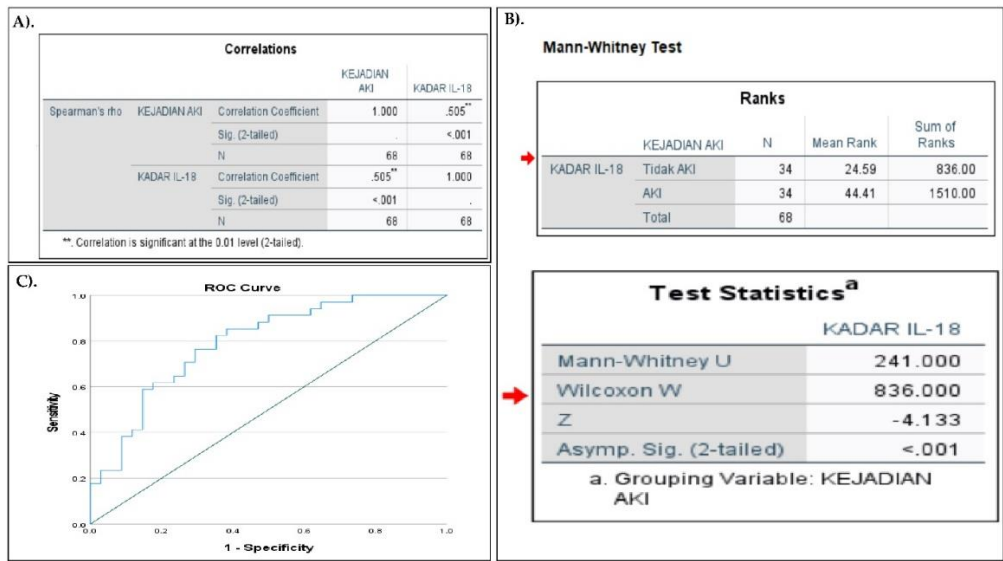 A).
Correlations
KEJADIAN AKI KADAR IL-18
Spearman's rho KEJADIAN AKI Correlation Coefficient 1.000 .505**
Sig. (2-tailed) . <.001
N 68 68
KADAR IL-18 Correlation Coefficient .505** 1.000
Sig. (2-tailed) <.001 .
N 68 68
**. Correlation is significant at the 0.01 level (2-tailed).
B).
Mann-Whitney Test
Ranks
KEJADIAN AKI N Mean Rank Sum of Ranks
KADAR IL-18 Tidak AKI 34 24.59 836.00
AKI 34 44.41 1510.00
Total 68
Test Statistics a
KADAR IL-18
Mann-Whitney U 241.000
Wilcoxon W 836.000
Z -4.133
Asymp. Sig. (2-tailed) <.001
a. Grouping Variable: KEJADIAN
AKI
C).
ROC Curve
Sensitivity
1.0
0.8
0.6
0.4
0.2
0.0
0.0 0.2 0.4 0.6 0.8 1.0
1 - Specificity